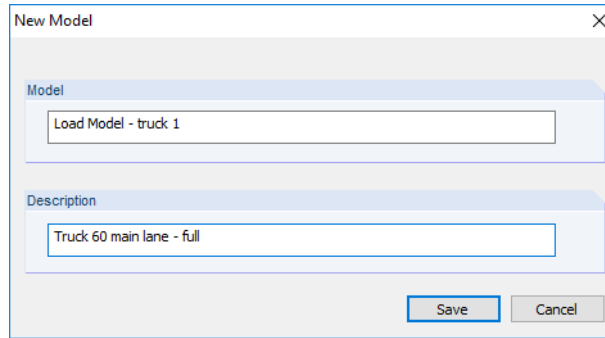 New Model
Model
Load Model - truck 1
Description
Truck 60 main lane - full
Save Cancel